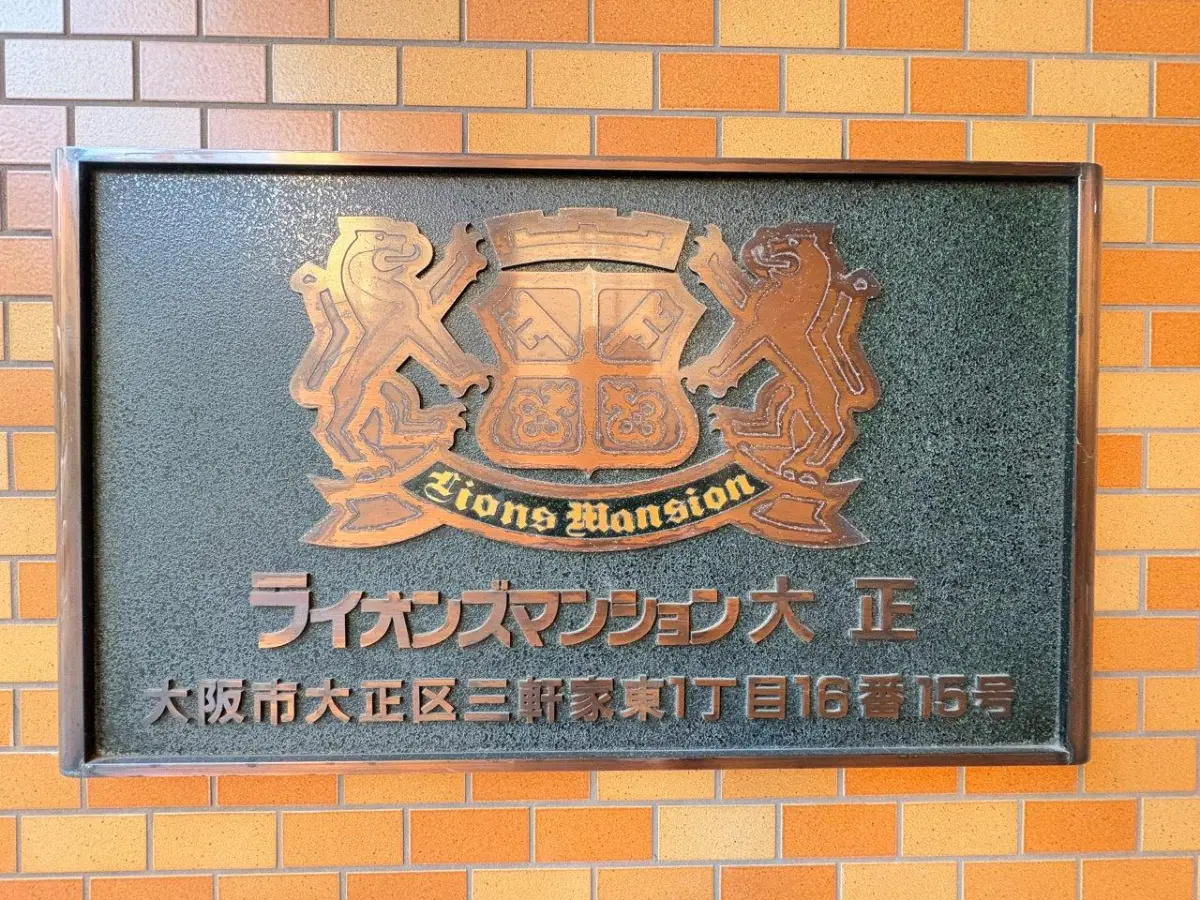 Lions Mansion
ライオンズマンション大正
大阪市大正区三軒家東1丁目16番15号